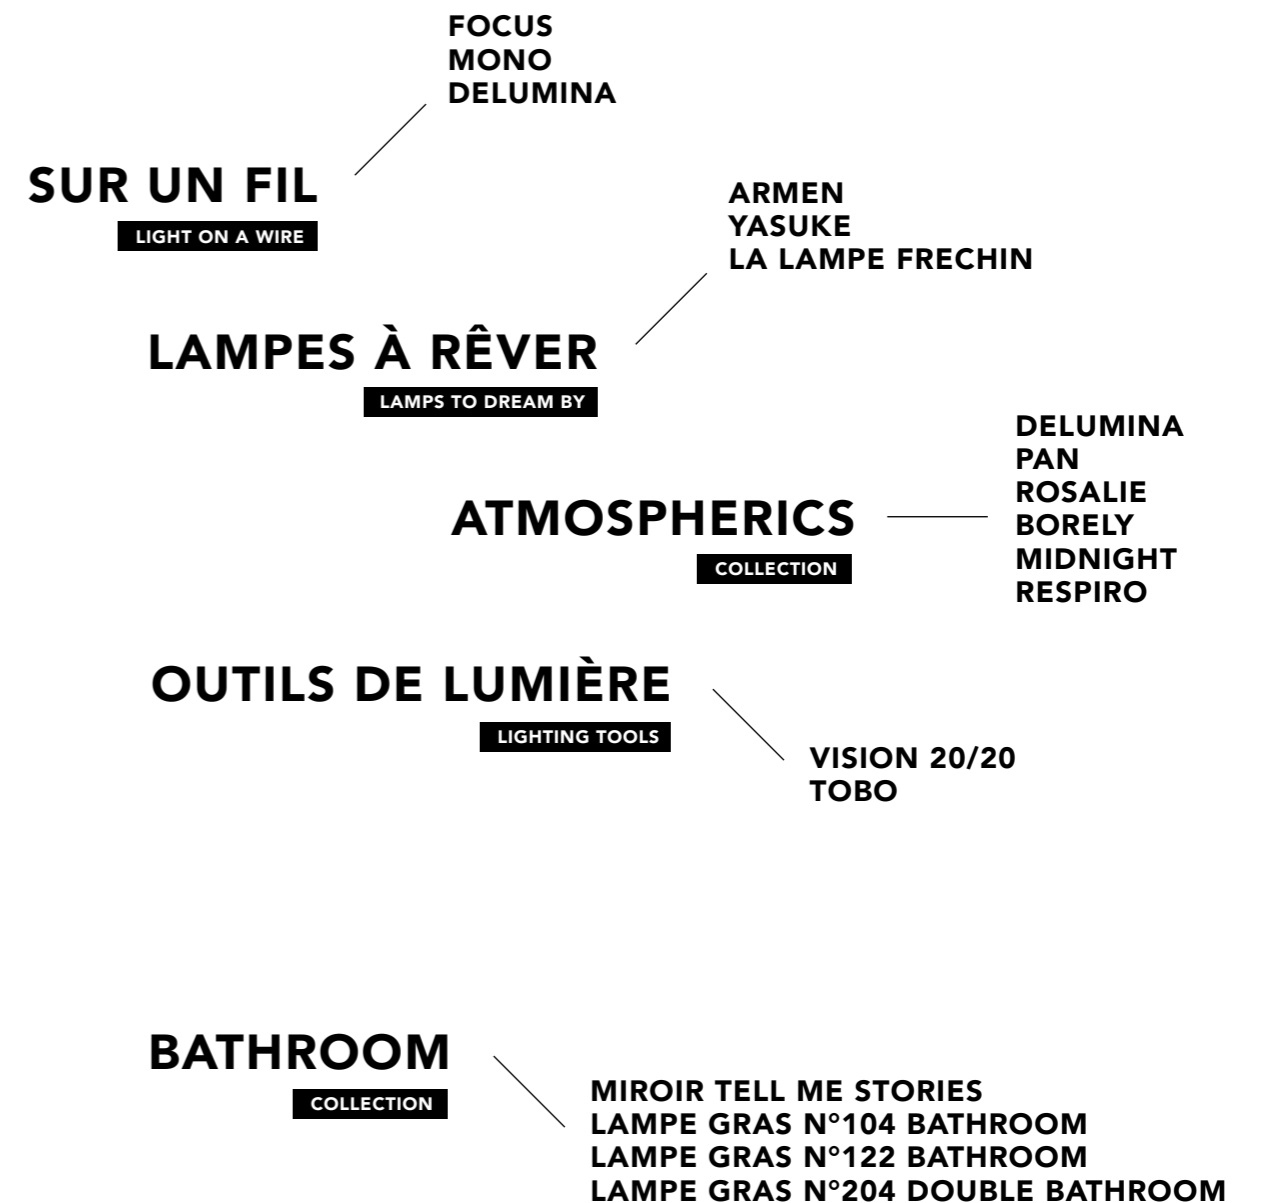 FOCUS
MONO
DELUMINA
SUR UN FIL
LIGHT ON A WIRE
ARMEN
YASUKE
LA LAMPE FRECHIN
LAMPES À RÊVER
LAMPS TO DREAM BY
DELUMINA
PAN
ROSALIE
BORELY
MIDNIGHT
RESPIRO
ATMOSPHERICS
COLLECTION
OUTILS DE LUMIÈRE
LIGHTING TOOLS
VISION 20/20
TOBO
BATHROOM
COLLECTION
MIROIR TELL ME STORIES
LAMPE GRAS N°104 BATHROOM
LAMPE GRAS N°122 BATHROOM
LAMPE GRAS N°204 DOUBLE BATHROOM